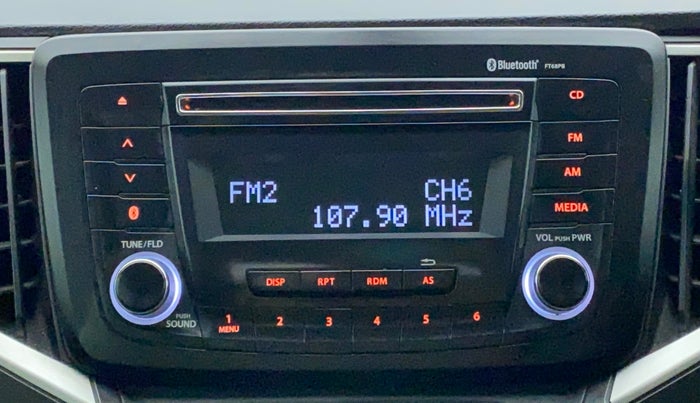 Bluetooth® FT68PB
CD
FM
AM
MEDIA
FM2 CH6
107.90 MHz
TUNE/FLD
VOL PUSH PWR
DISP RPT RDM AS
PUSH
SOUND
1 2 3 4 5 6
MENU